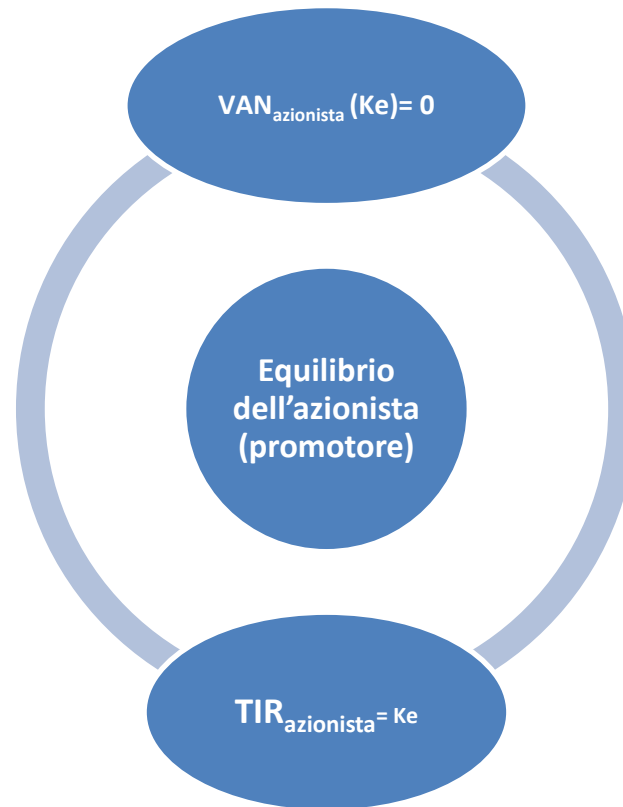 VANazionista (Ke)= 0
Equilibrio
dell’azionista
(promotore)
TIRazionista= Ke